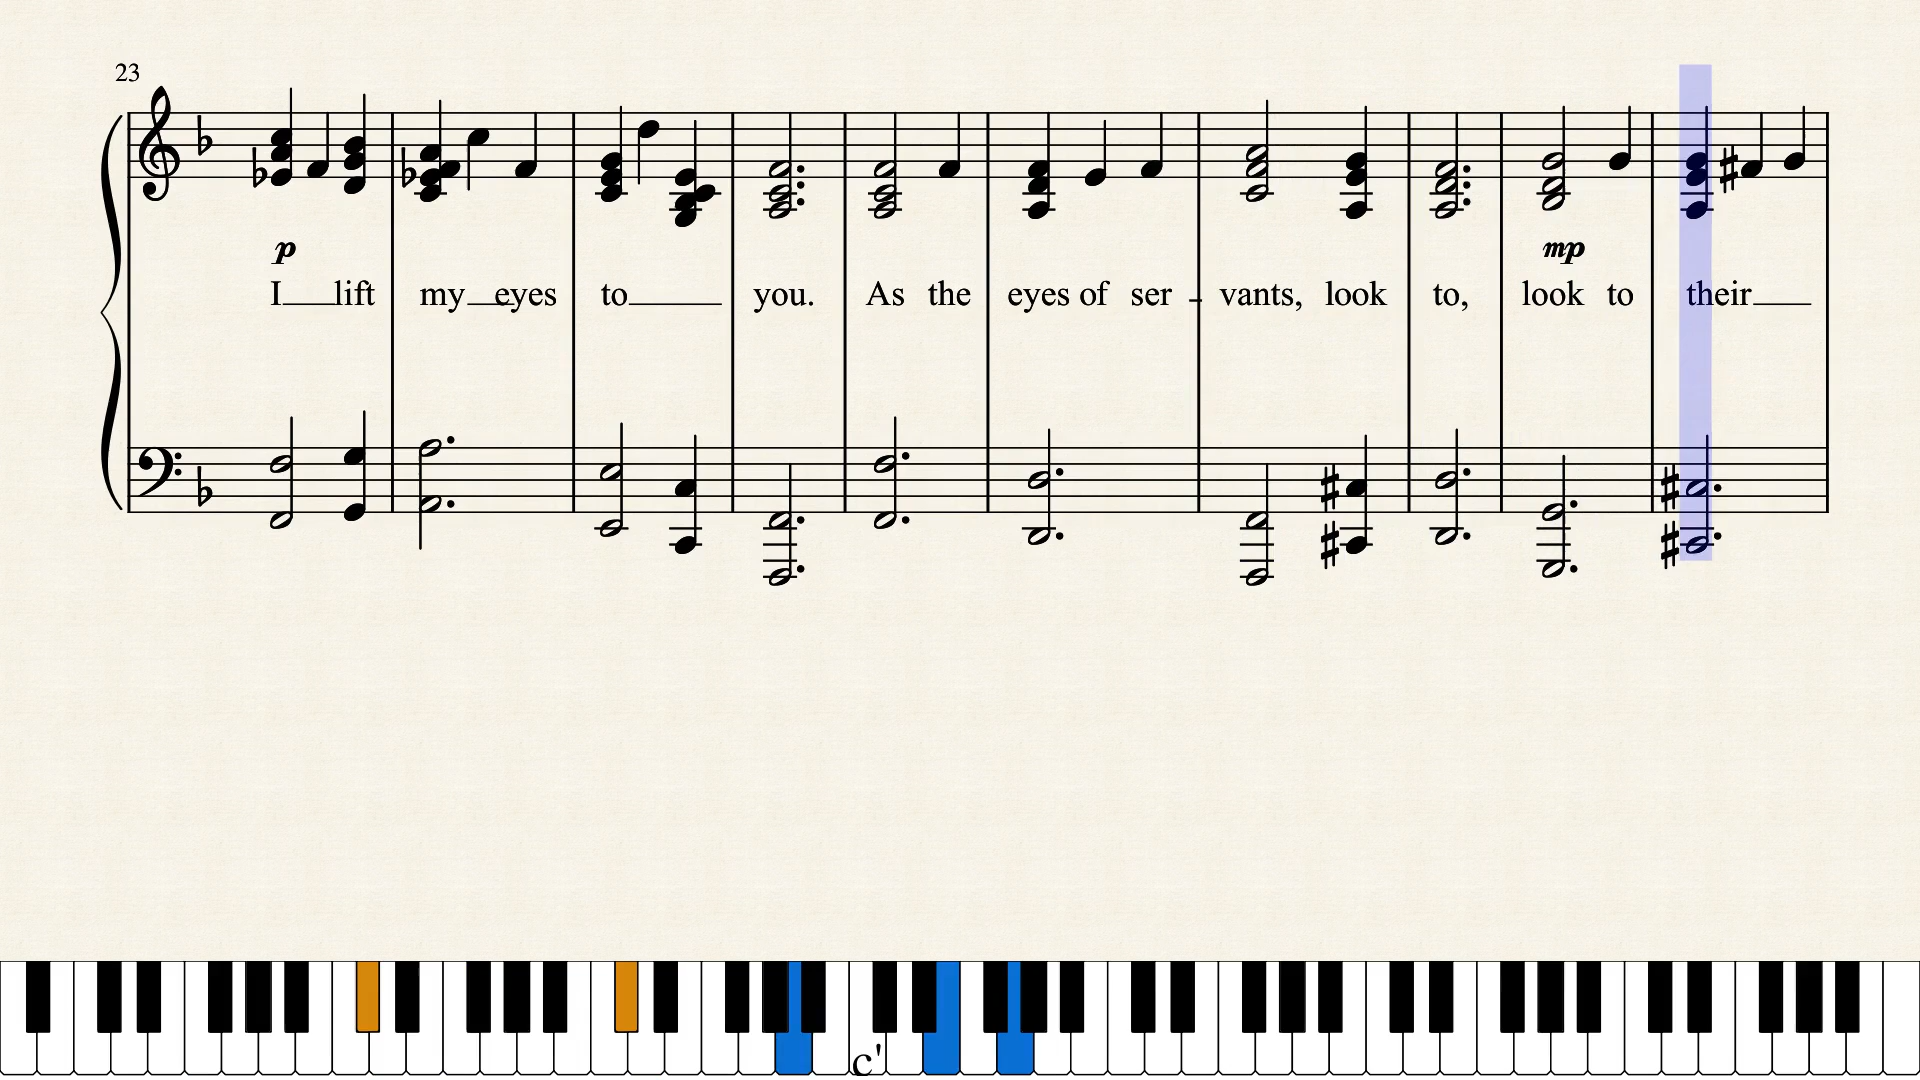 23
p mp
I lift my eyes to you. As the eyes of ser - vants, look to, look to their
c'